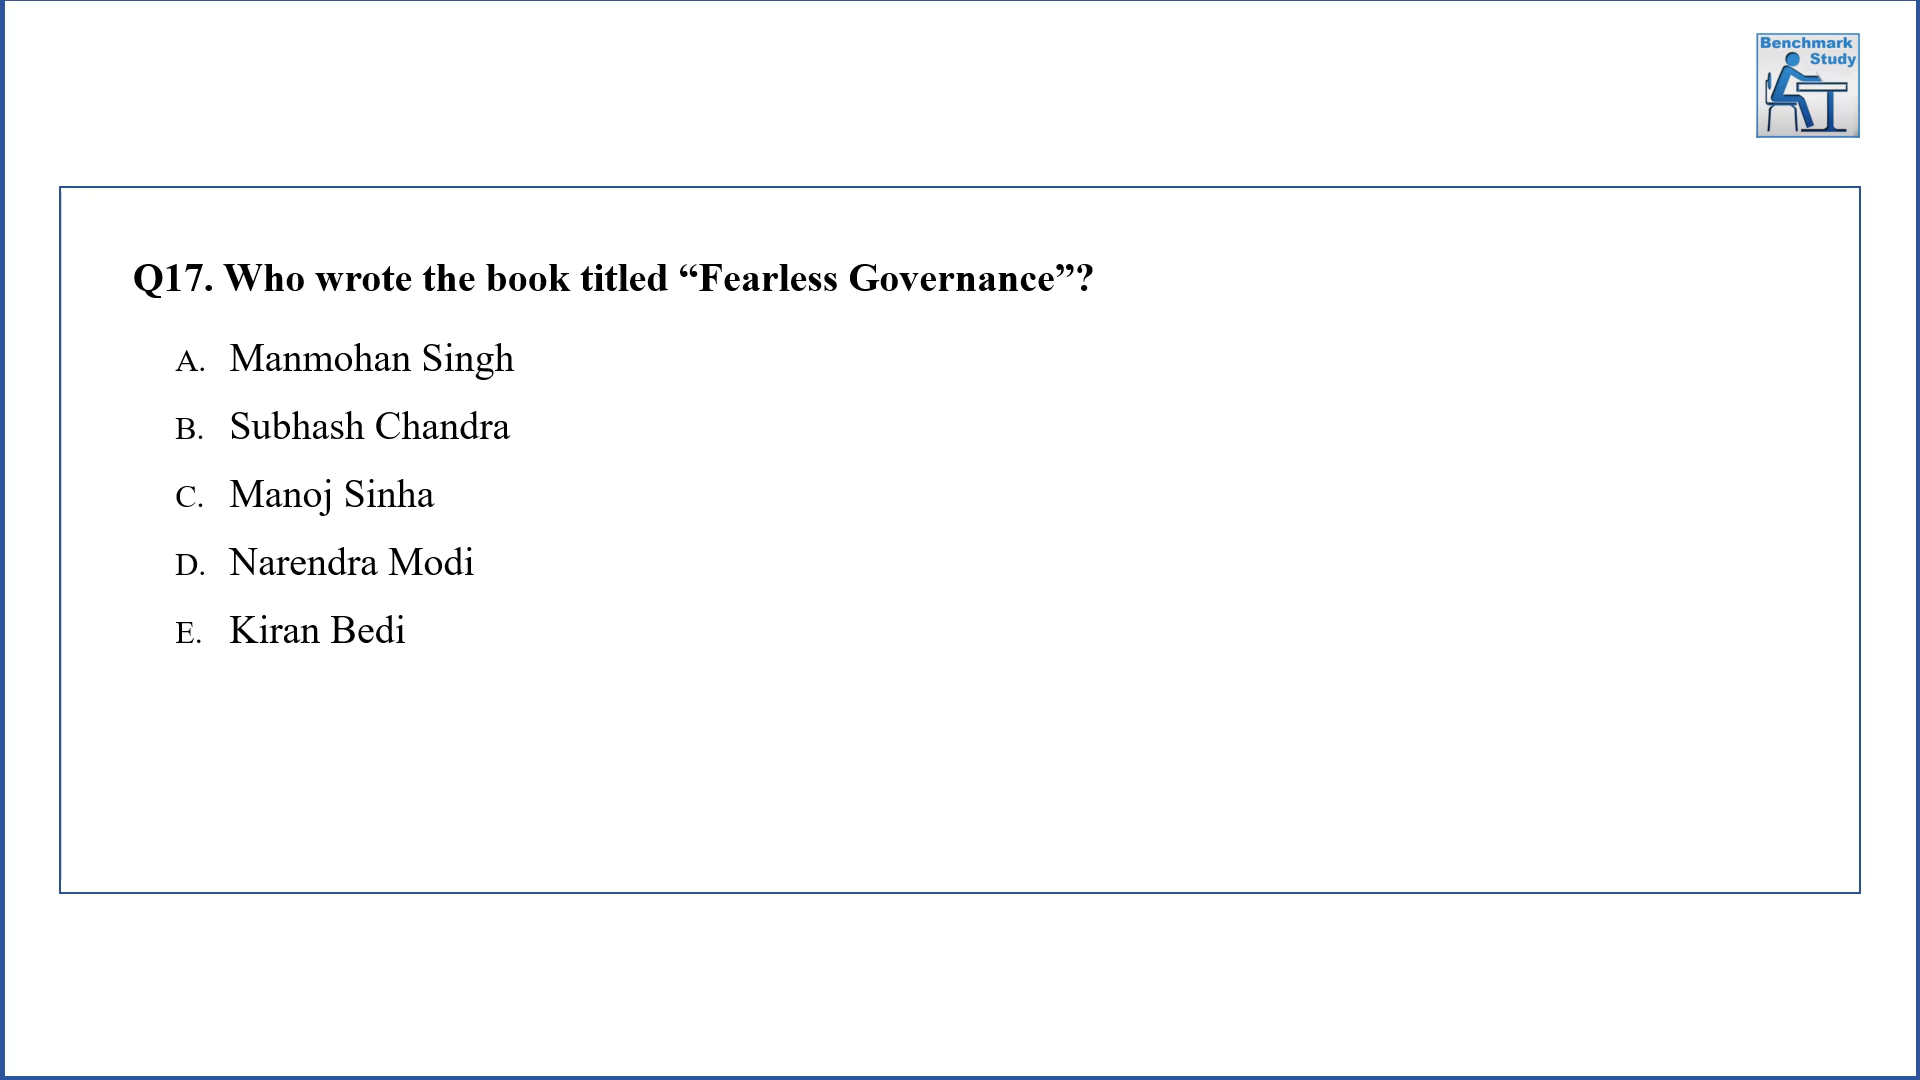 Benchmark
Study
Q17. Who wrote the book titled “Fearless Governance”?
A. Manmohan Singh
B. Subhash Chandra
C. Manoj Sinha
D. Narendra Modi
E. Kiran Bedi